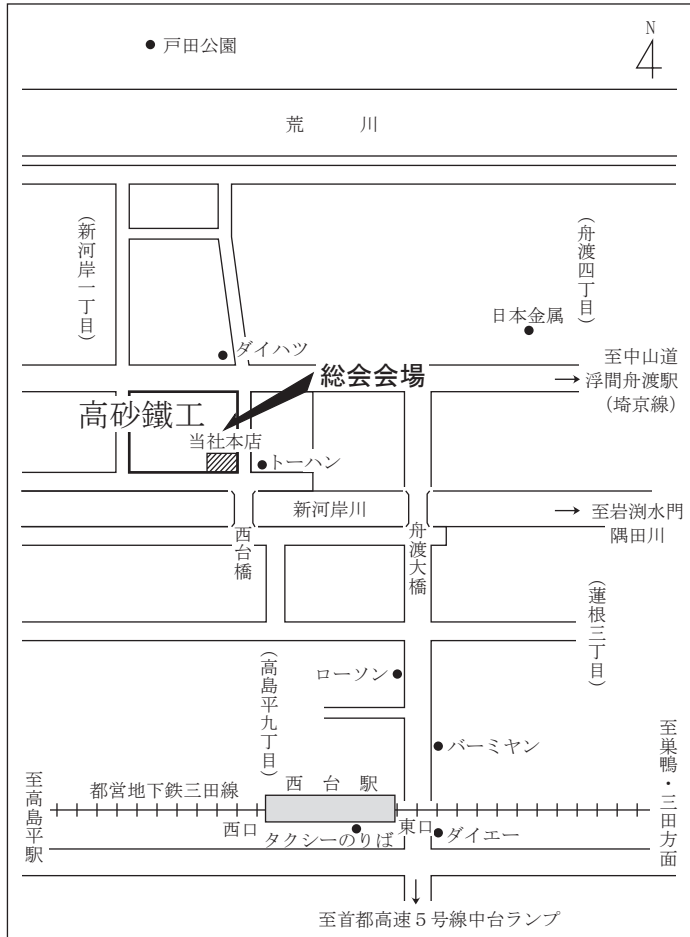 N
戸田公園
荒川
(新河岸一丁目)
(舟渡四丁目)
日本金属
ダイハツ
至中山道
浮間舟渡駅
(埼京線)
総会会場
高砂鐵工
当社本店
トーハン
新河岸川
至岩渕水門
隅田川
西台橋
舟渡大橋
(蓮根三丁目)
(高島平九丁目)
ローソン
バーミヤン
至高島平駅
都営地下鉄三田線
西台駅
至巣鴨・三田方面
西口
東口
タクシーのりば
ダイエー
至首都高速5号線中台ランプ